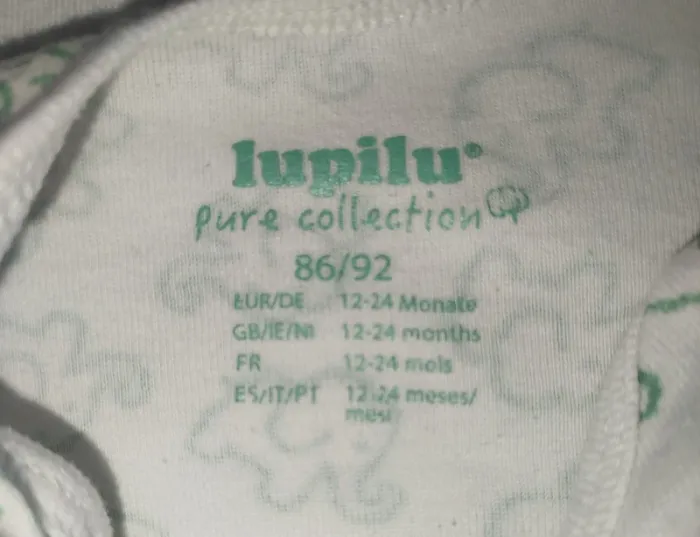 lupilu®
pure collection
86/92
EUR/DE 12-24 Monate
GB/IE/NI 12-24 months
FR 12-24 mois
ES/IT/PT 12-24 meses/
mesi